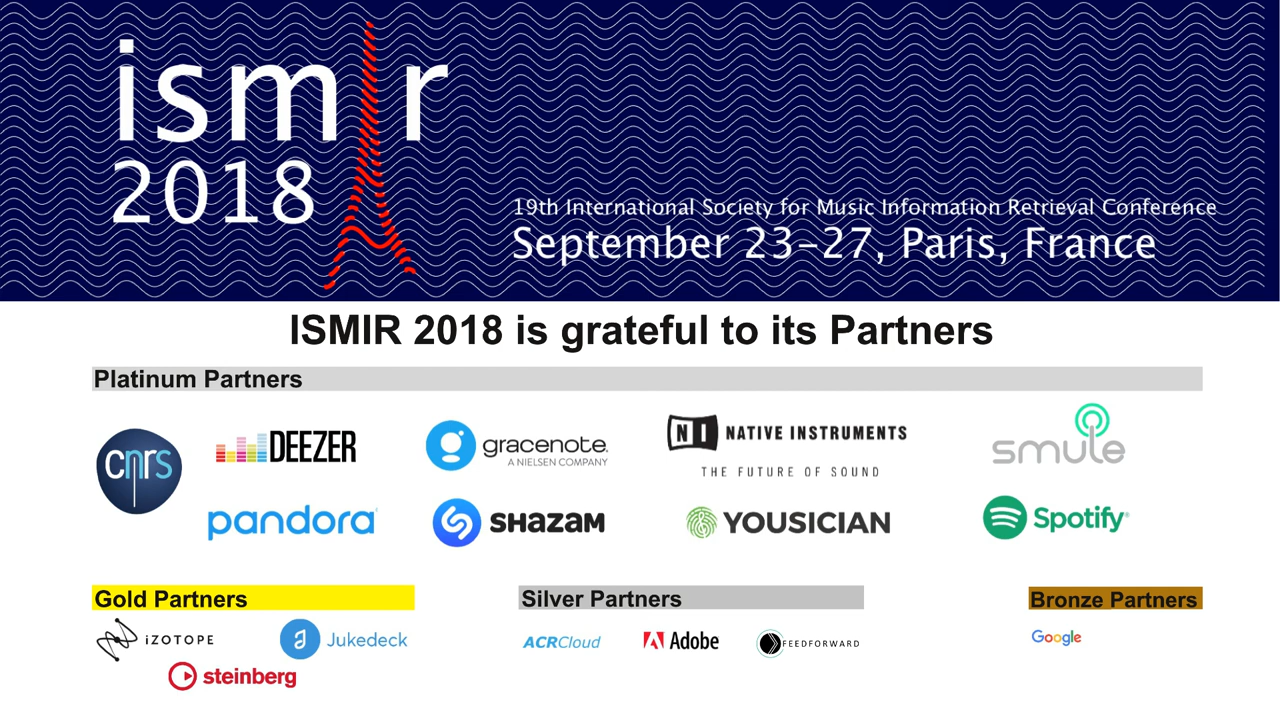 ismir
2018
19th International Society for Music Information Retrieval Conference
September 23-27, Paris, France
ISMIR 2018 is grateful to its Partners
Platinum Partners
cnrs
DEEZER
gracenote.
A NIELSEN COMPANY
NI NATIVE INSTRUMENTS
THE FUTURE OF SOUND
smule
pandora
SHAZAM
YOUSICIAN
Spotify
Gold Partners
iZOTOPE
Jukedeck
steinberg
Silver Partners
ACRCloud
Adobe
FEEDFORWARD
Bronze Partners
Google